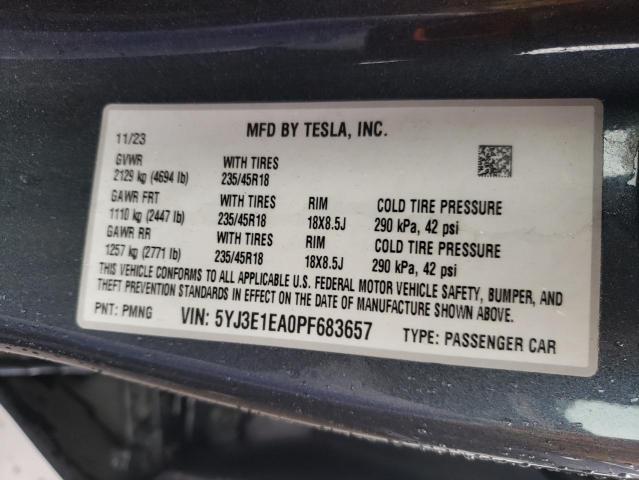 MFD BY TESLA, INC.
11/23
GVWR WITH TIRES
2129 kg (4694 lb) 235/45R18
GAWR FRT WITH TIRES RIM COLD TIRE PRESSURE
1110 kg (2447 lb) 235/45R18 18X8.5J 290 kPa, 42 psi
GAWR RR WITH TIRES RIM COLD TIRE PRESSURE
1257 kg (2771 lb) 235/45R18 18X8.5J 290 kPa, 42 psi
THIS VEHICLE CONFORMS TO ALL APPLICABLE U.S. FEDERAL MOTOR VEHICLE SAFETY, BUMPER, AND
THEFT PREVENTION STANDARDS IN EFFECT ON THE DATE OF MANUFACTURE SHOWN ABOVE.
PNT: PMNG VIN: 5YJ3E1EA0PF683657 TYPE: PASSENGER CAR